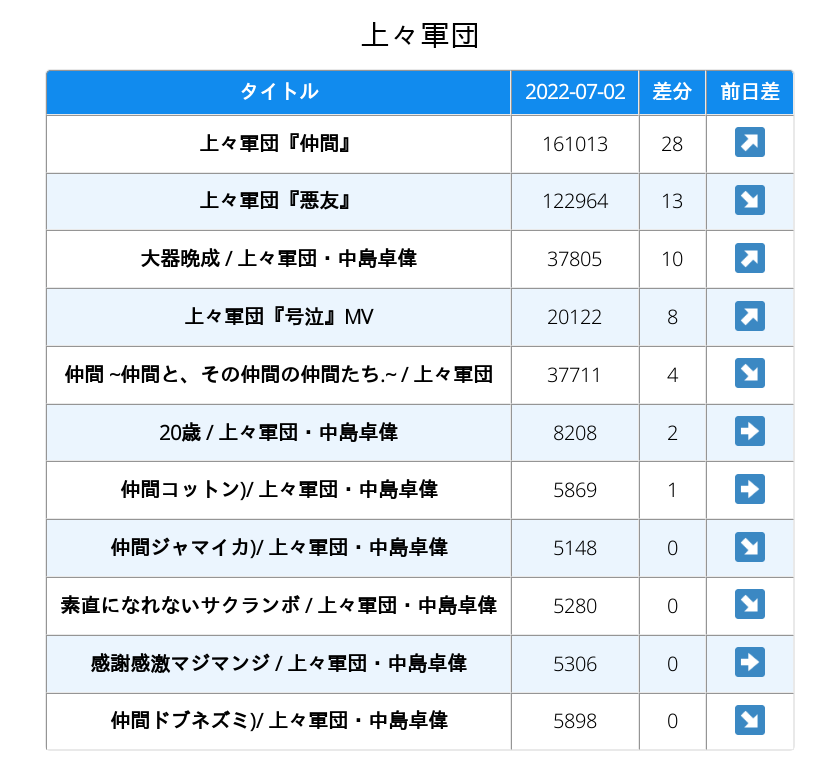 上々軍団
タイトル 2022-07-02 差分 前日差
上々軍団『仲間』 161013 28 ↗
上々軍団『悪友』 122964 13 ↘
大器晩成 / 上々軍団・中島卓偉 37805 10 ↗
上々軍団『号泣』MV 20122 8 ↗
仲間 ~仲間と、その仲間の仲間たち.~ / 上々軍団 37711 4 ↘
20歳 / 上々軍団・中島卓偉 8208 2 ➡
仲間コットン)/ 上々軍団・中島卓偉 5869 1 ➡
仲間ジャマイカ)/ 上々軍団・中島卓偉 5148 0 ↘
素直になれないサクランボ / 上々軍団・中島卓偉 5280 0 ↘
感謝感激マジマンジ / 上々軍団・中島卓偉 5306 0 ➡
仲間ドブネズミ)/ 上々軍団・中島卓偉 5898 0 ↘